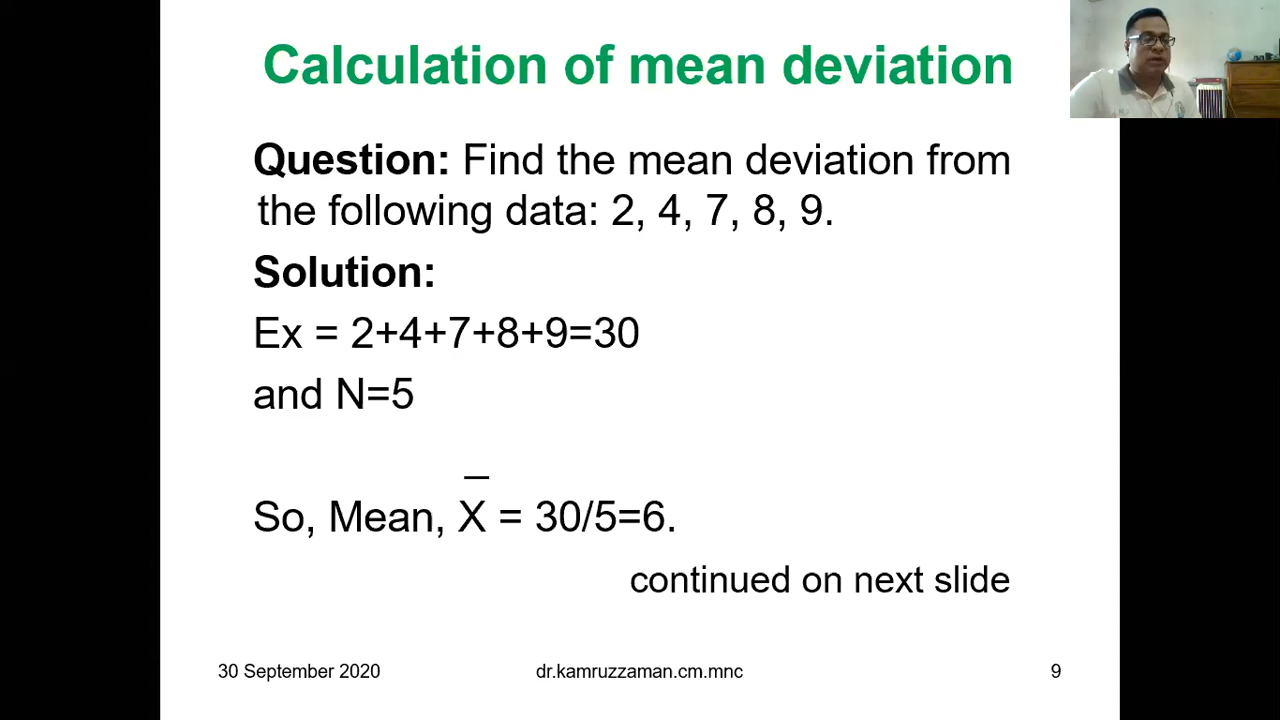 Calculation of mean deviation
Question: Find the mean deviation from
the following data: 2, 4, 7, 8, 9.
Solution:
Ex = 2+4+7+8+9=30
and N=5
_
So, Mean, X = 30/5=6.
continued on next slide
30 September 2020 dr.kamruzzaman.cm.mnc 9